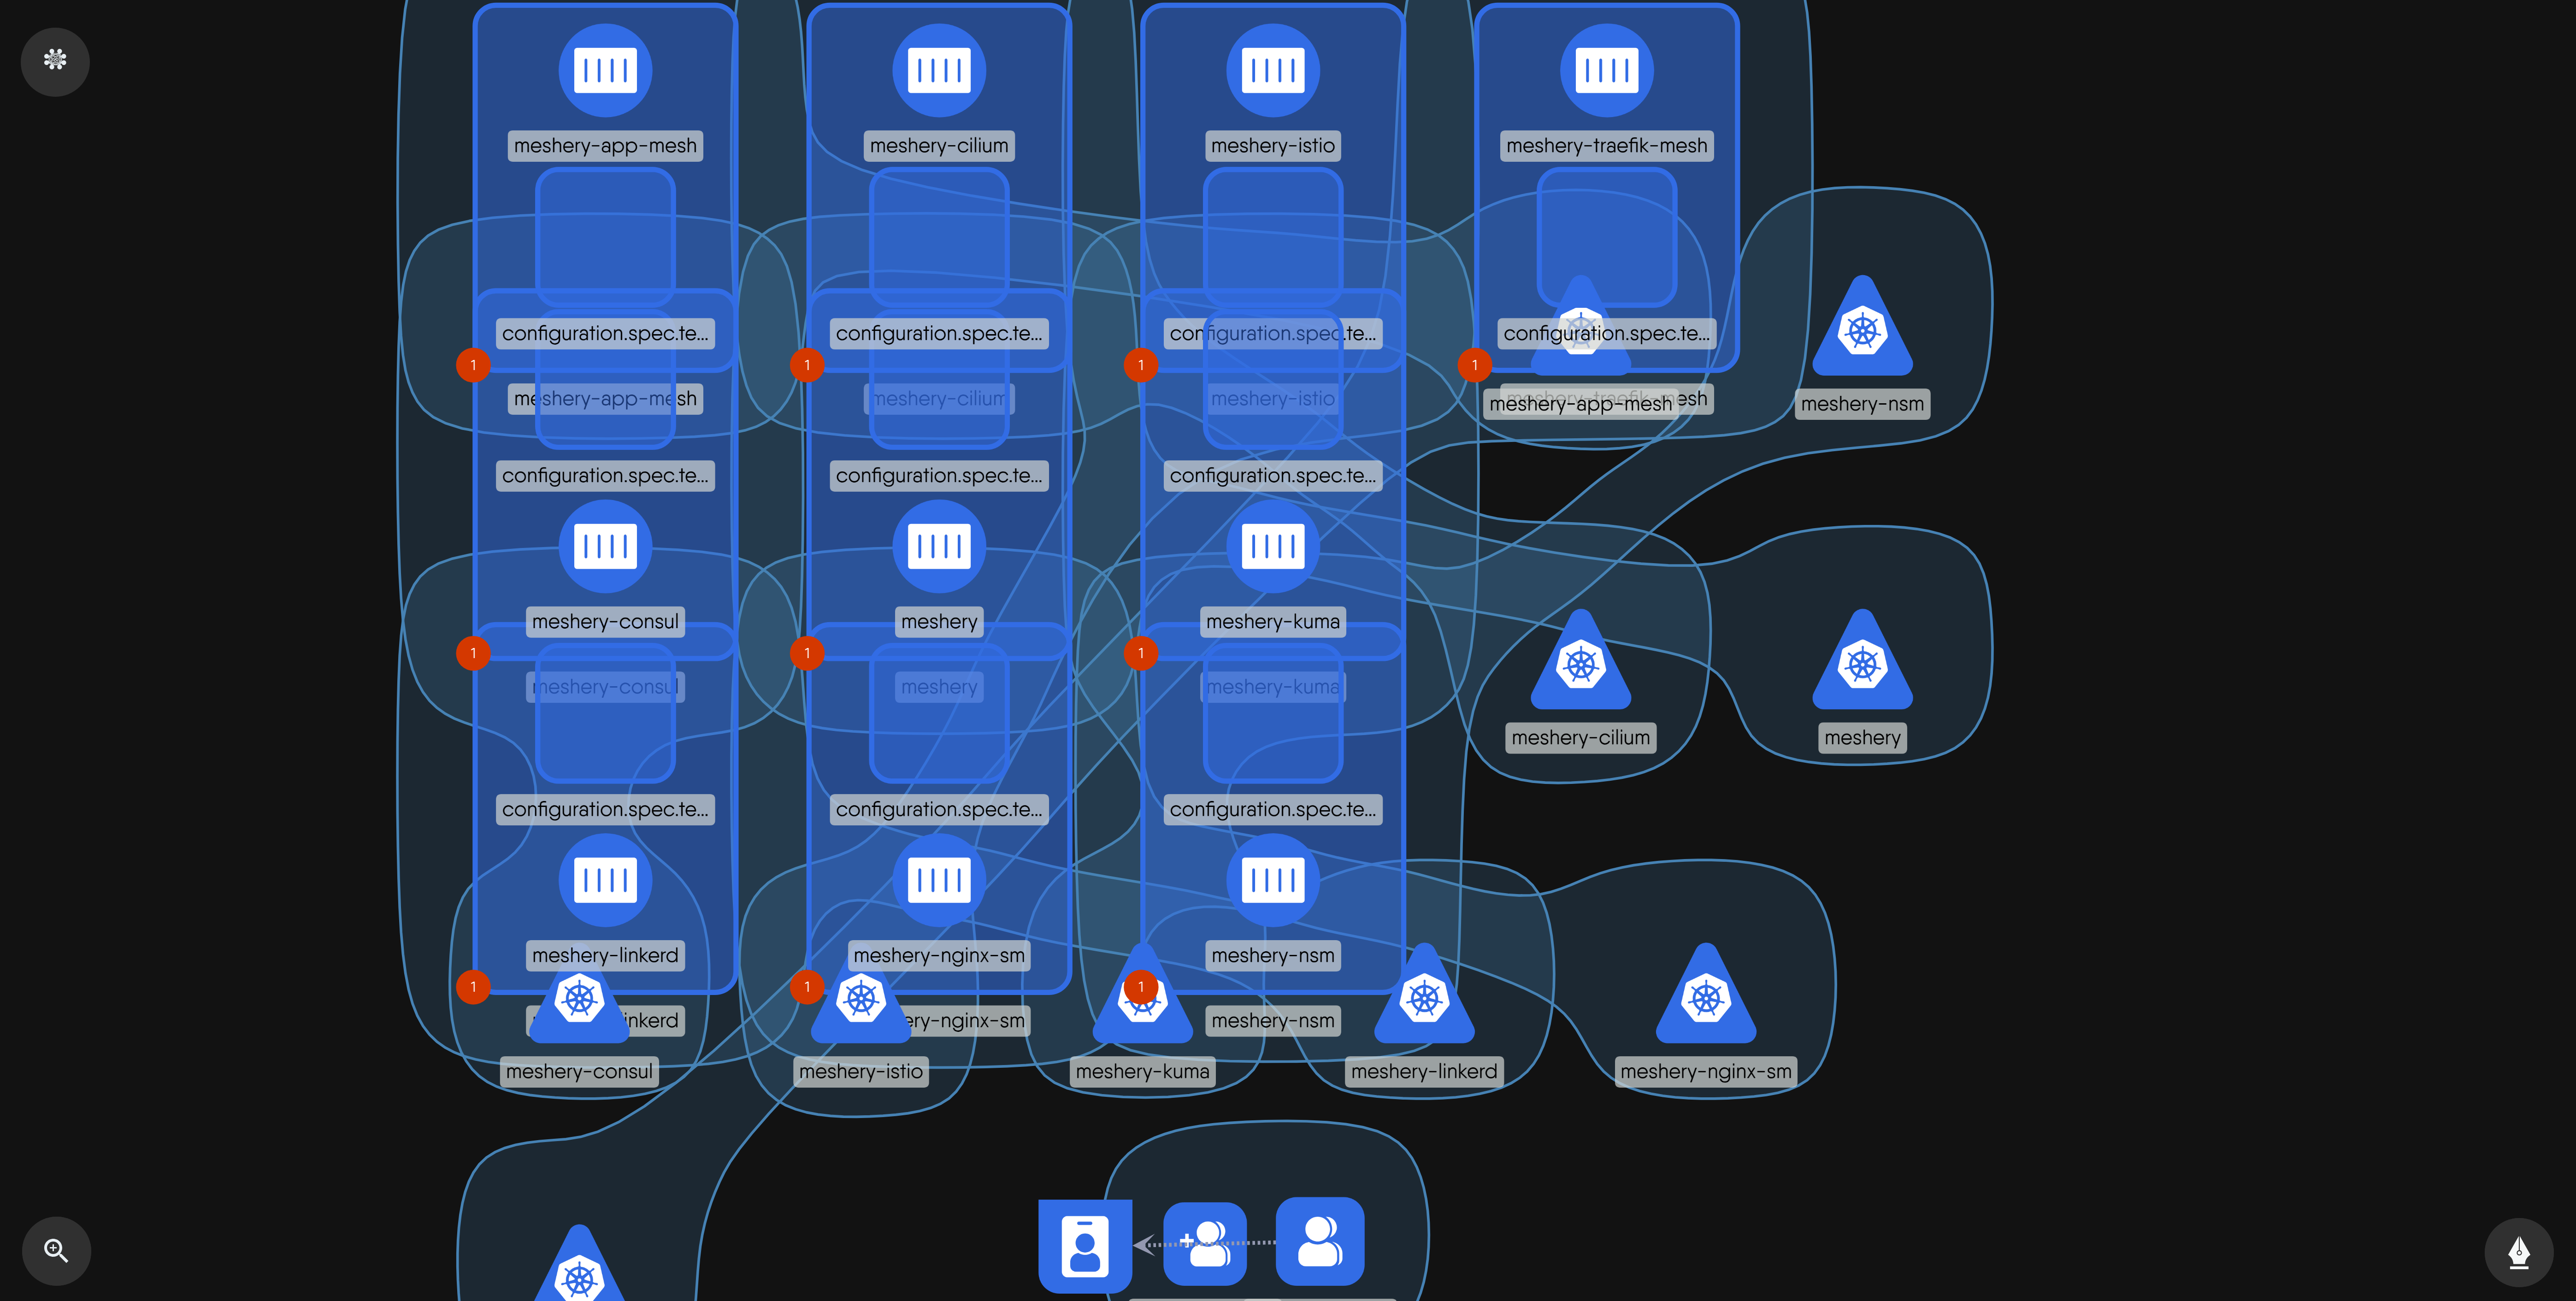 meshery-app-mesh
meshery-cilium
meshery-istio
meshery-traefik-mesh
configuration.spec.te...
configuration.spec.te...
configuration.spec.te...
configuration.spec.te...
1
1
1
1
meshery-app-mesh
meshery-cilium
meshery-istio
meshery-traefik-mesh
meshery-app-mesh
meshery-nsm
configuration.spec.te...
configuration.spec.te...
configuration.spec.te...
meshery-consul
meshery
meshery-kuma
1
1
1
meshery-consul
meshery
meshery-kuma
meshery-cilium
meshery
configuration.spec.te...
configuration.spec.te...
configuration.spec.te...
meshery-linkerd
meshery-nginx-sm
meshery-nsm
1
1
1
inkerd
ery-nginx-sm
meshery-nsm
meshery-consul
meshery-istio
meshery-kuma
meshery-linkerd
meshery-nginx-sm